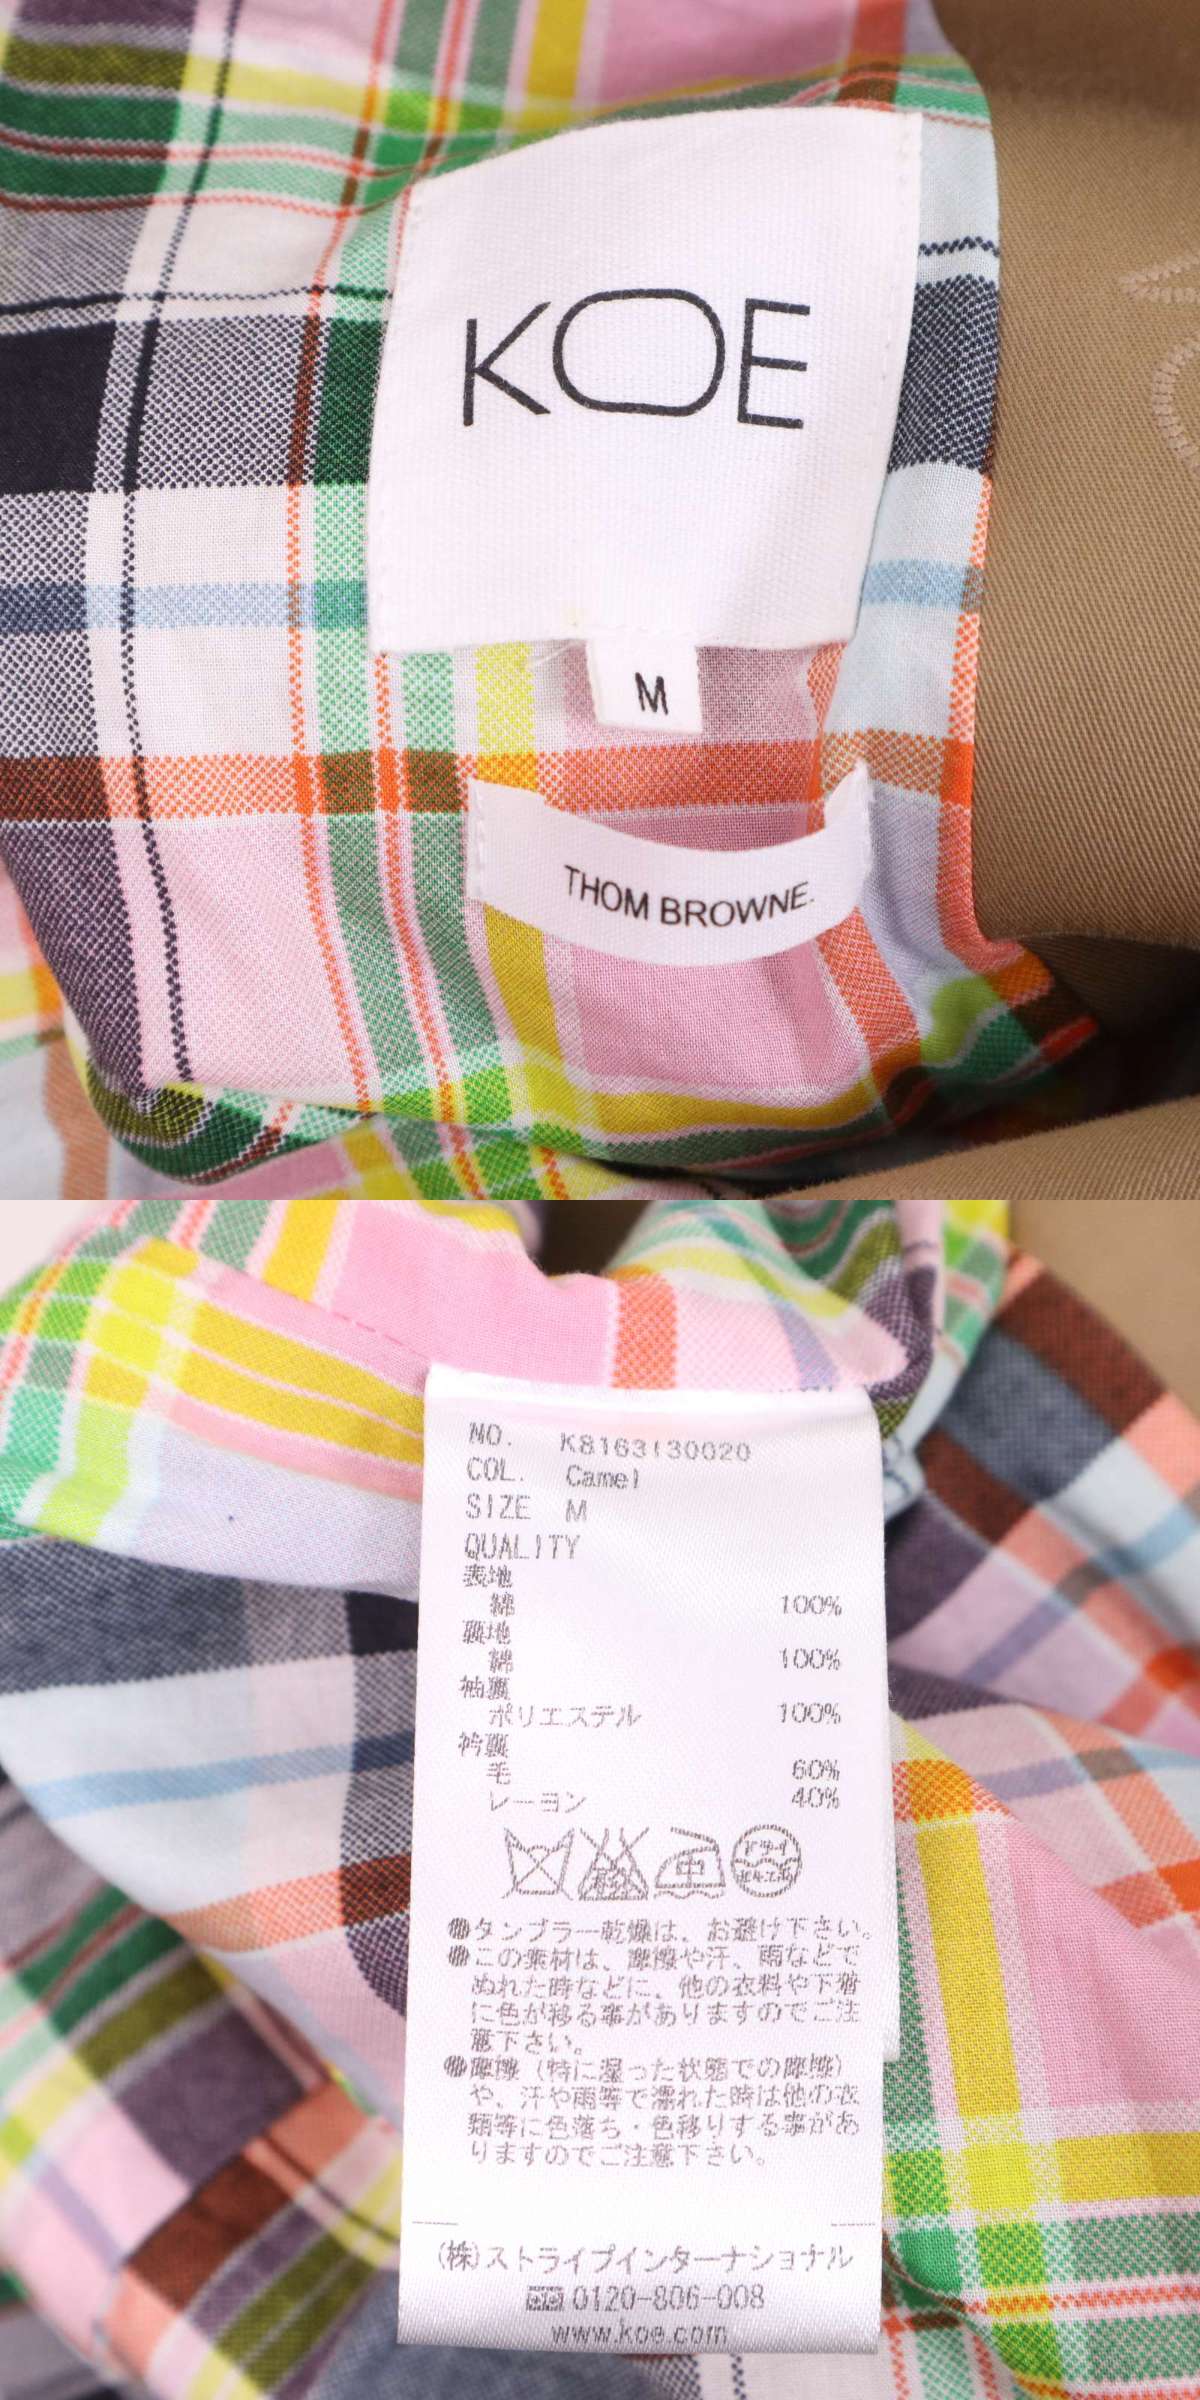 KOE
M
THOM BROWNE.
NO. K8163130020
COL. Camel
SIZE M
QUALITY
表地
綿 100%
裏地
綿 100%
袖裏
ポリエステル 100%
衿裏
毛 60%
レーヨン 40%
ドライ
●タンブラー乾燥は、お避け下さい。
●この素材は、摩擦や汗、雨などで
ぬれた時などに、他の衣料や下着
に色が移る事がありますのでご注
意下さい。
●摩擦(特に湿った状態での摩擦)
や、汗や雨等で濡れた時は他の衣
類等に色落ち・色移りする事があ
りますのでご注意下さい。
(株)ストライプインターナショナル
0120-806-008
www.koe.com